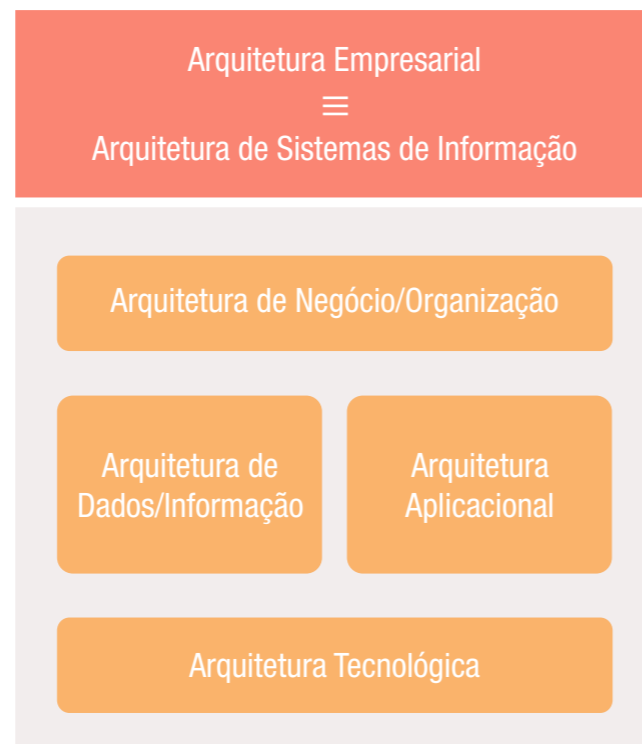 Arquitetura Empresarial
≡
Arquitetura de Sistemas de Informação
Arquitetura de Negócio/Organização
Arquitetura de
Dados/Informação
Arquitetura
Aplicacional
Arquitetura Tecnológica